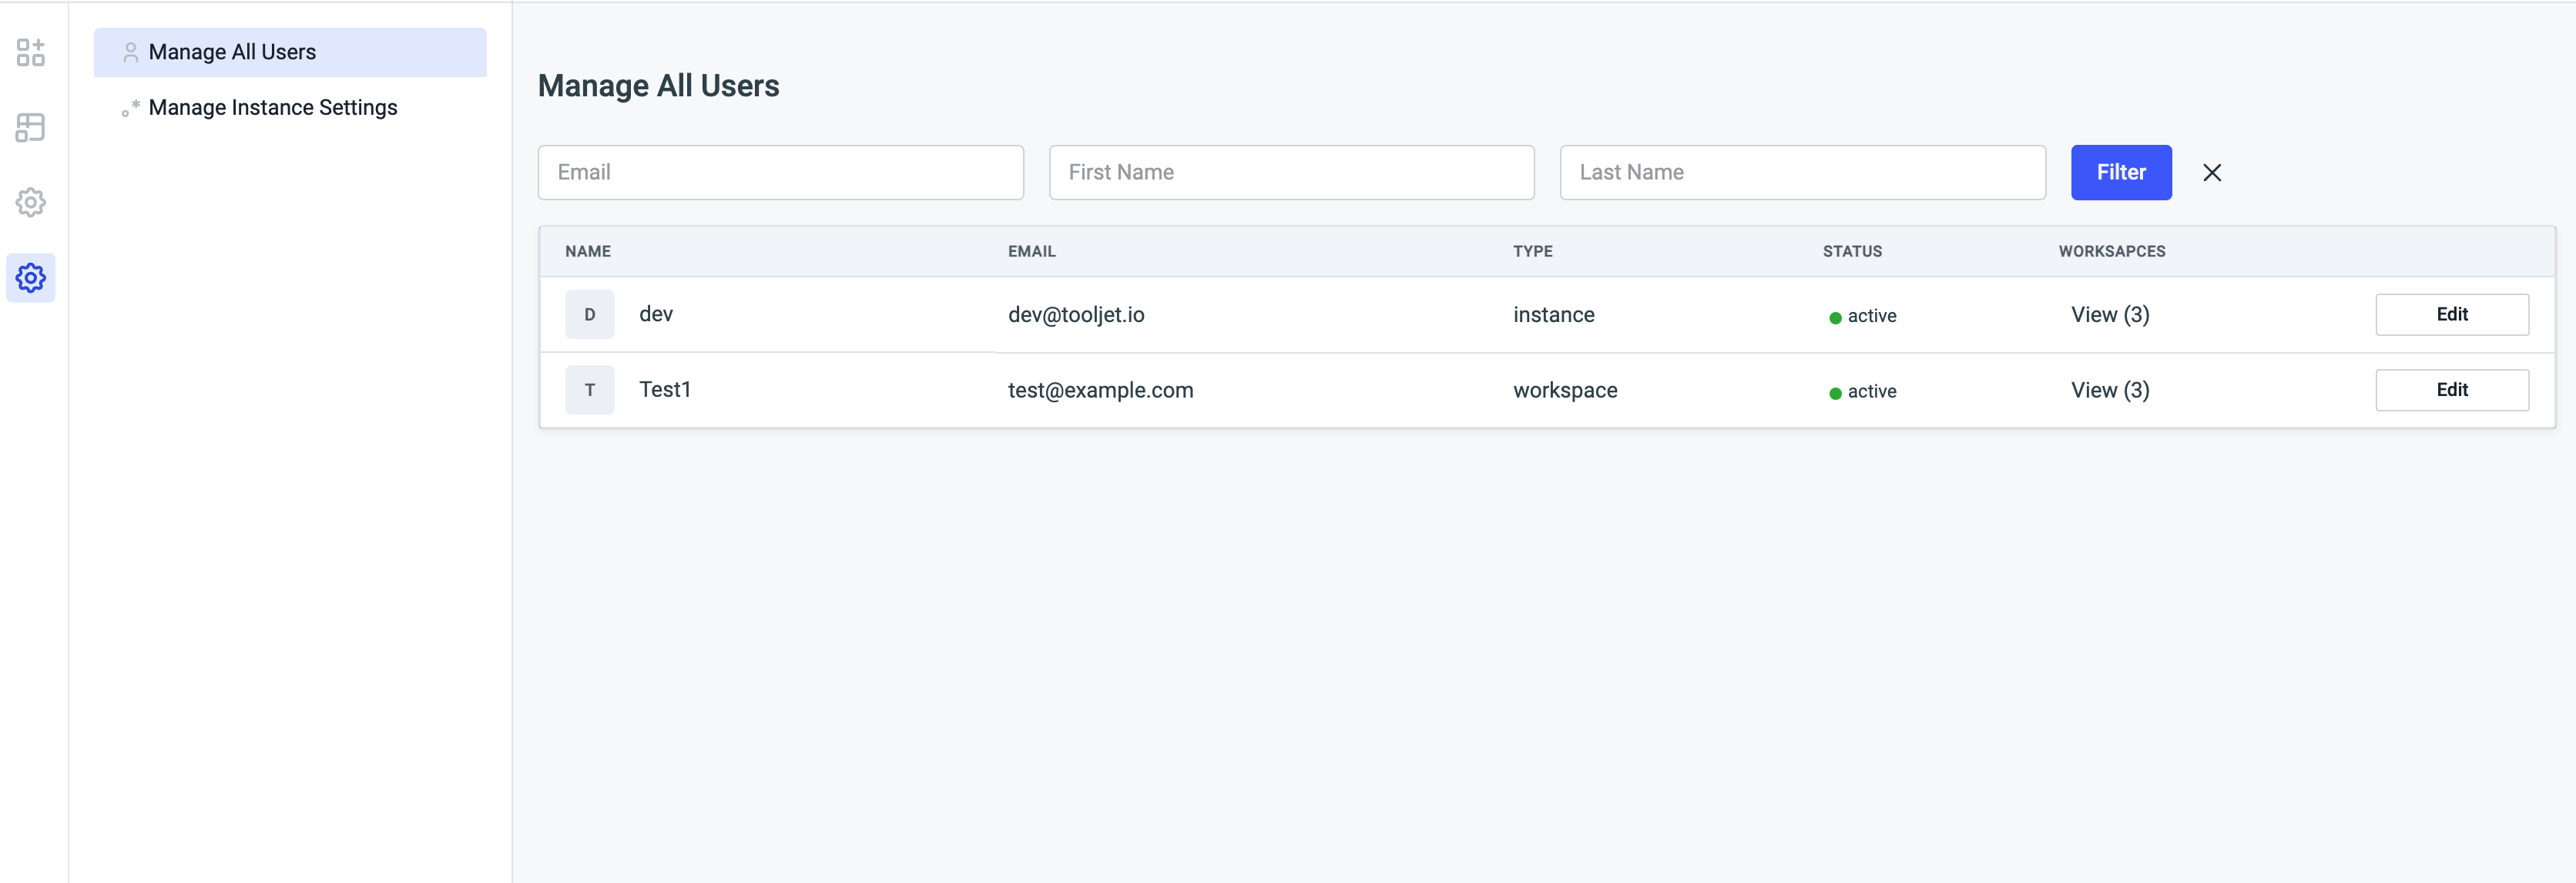 Manage All Users
Manage Instance Settings
Manage All Users
Email First Name Last Name Filter
NAME EMAIL TYPE STATUS WORKSAPCES
D dev dev@tooljet.io instance active View (3) Edit
T Test1 test@example.com workspace active View (3) Edit